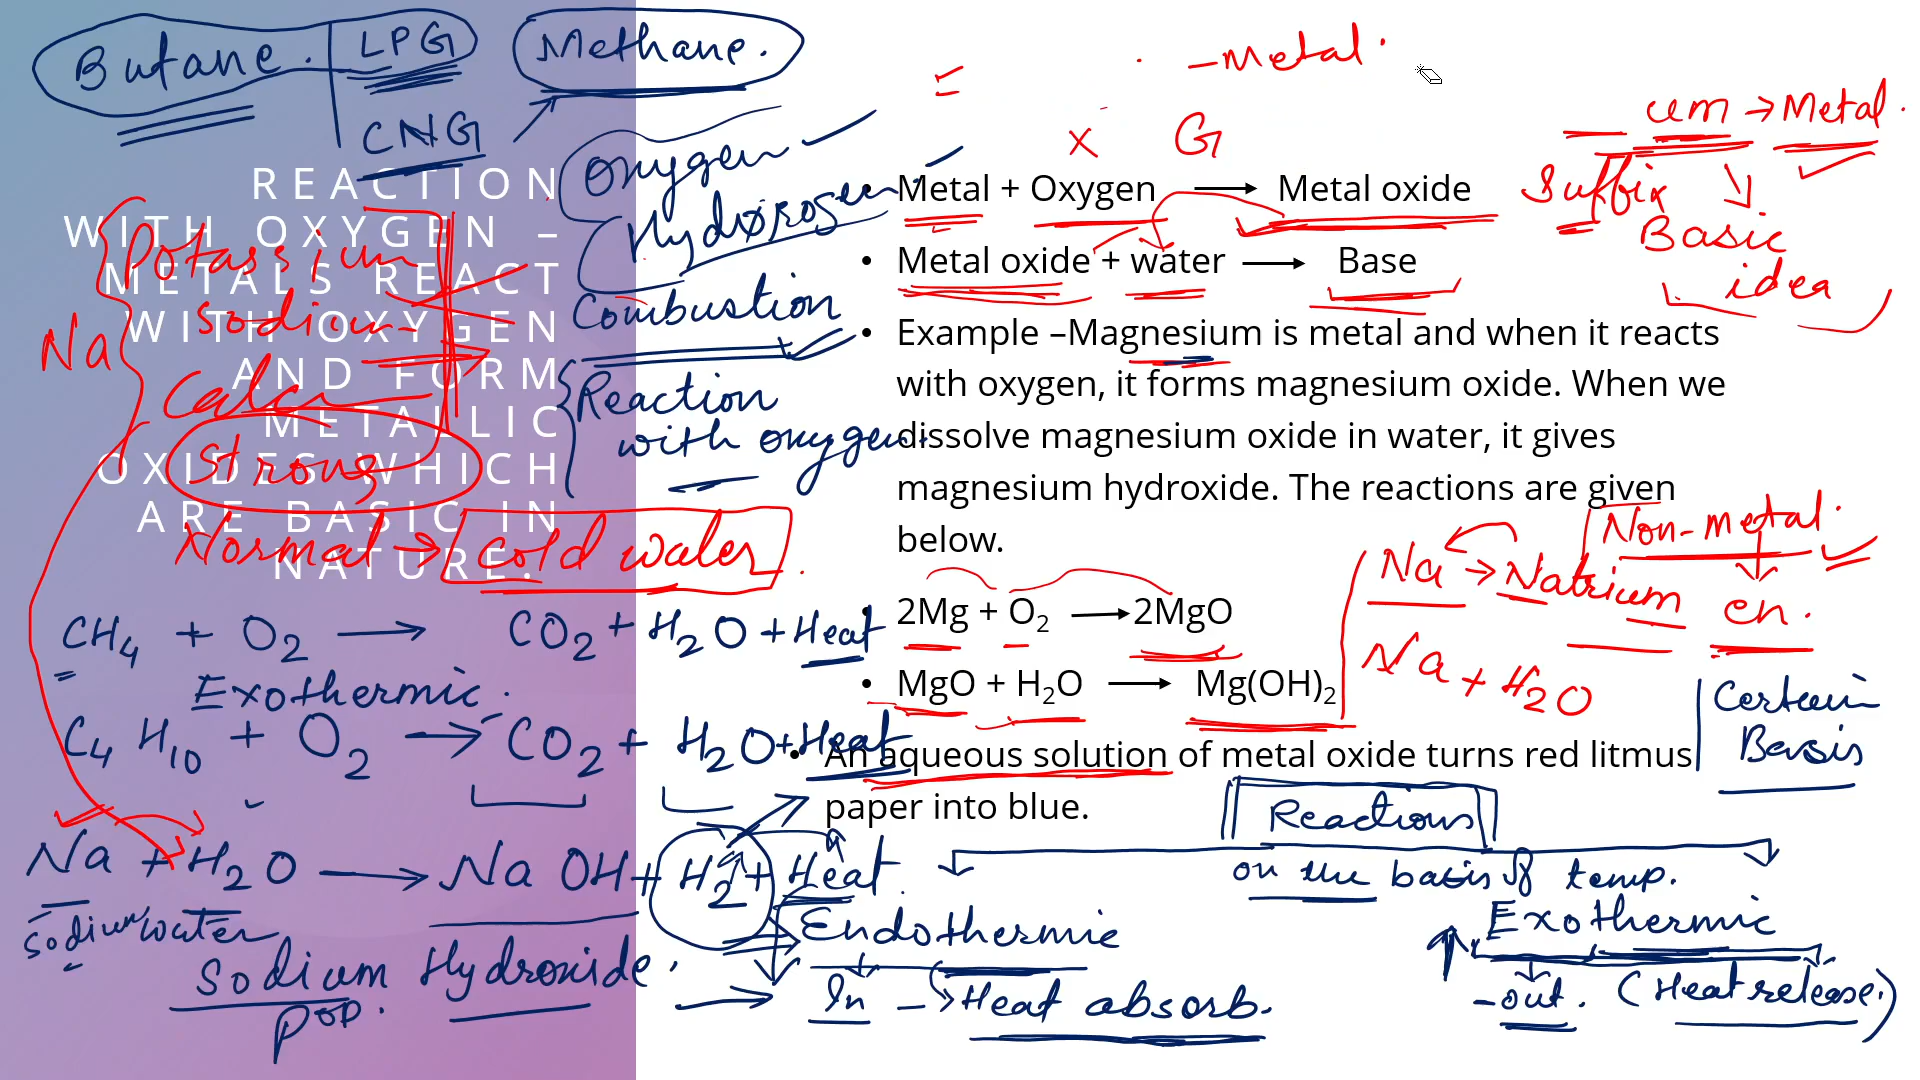 Butane.
LPG
CNG
Methane.
=
-Metal.
x G
um → Metal.
Suffix
Basic
idea
REACTION
WITH OXYGEN –
METALS REACT
WITH OXYGEN
AND FORM
METALLIC
OXIDES WHICH
ARE BASIC IN
NATURE.
Na
Potassium
Sodium
Strong
Normal → cold water.
Oxygen
Hydrogen
Combustion
Reaction
with oxygen.
• Metal + Oxygen → Metal oxide
• Metal oxide + water → Base
• Example –Magnesium is metal and when it reacts
with oxygen, it forms magnesium oxide. When we
dissolve magnesium oxide in water, it gives
magnesium hydroxide. The reactions are given
below.
• 2Mg + O₂ → 2MgO
• MgO + H₂O → Mg(OH)₂
• An aqueous solution of metal oxide turns red litmus
paper into blue.
Non-metal.
en.
Na → Natrium
Na + H₂O
Certain
Basis
CH₄ + O₂ → CO₂ + H₂O + Heat
Exothermic.
C₄H₁₀ + O₂ → CO₂ + H₂O + Heat
Na + H₂O → NaOH + H₂↑ + Heat.
sodium water
Sodium Hydroxide.
POP.
Reactions
on the basis of temp.
Endothermic
In → Heat absorb.
Exothermic
-out. (Heat release.)